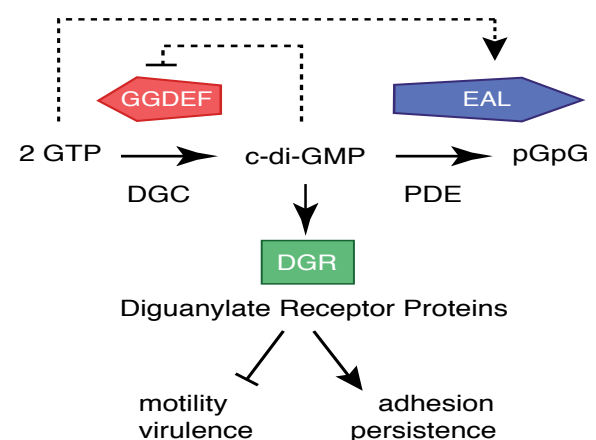 GGDEF
EAL
2 GTP
c-di-GMP
pGpG
DGC
PDE
DGR
Diguanylate Receptor Proteins
motility
virulence
adhesion
persistence